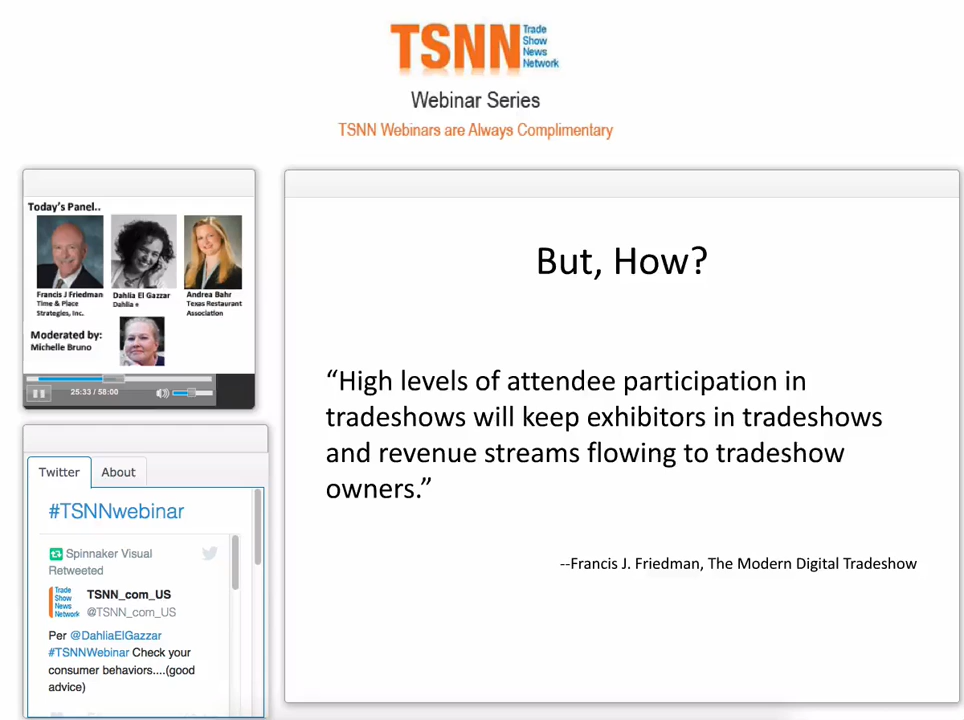 TSNN
Trade
Show
News
Network
Webinar Series
TSNN Webinars are Always Complimentary
Today's Panel..
Francis J Friedman
Time & Place
Strategies, Inc.
Dahlia El Gazzar
Dahlia +
Andrea Bahr
Texas Restaurant
Association
Moderated by:
Michelle Bruno
25:33 / 58:00
Twitter
About
#TSNNwebinar
Spinnaker Visual
Retweeted
Trade
Show
News
Network
TSNN_com_US
@TSNN_com_US
Per @DahliaElGazzar
#TSNNWebinar Check your
consumer behaviors....(good
advice)
But, How?
“High levels of attendee participation in
tradeshows will keep exhibitors in tradeshows
and revenue streams flowing to tradeshow
owners.”
--Francis J. Friedman, The Modern Digital Tradeshow